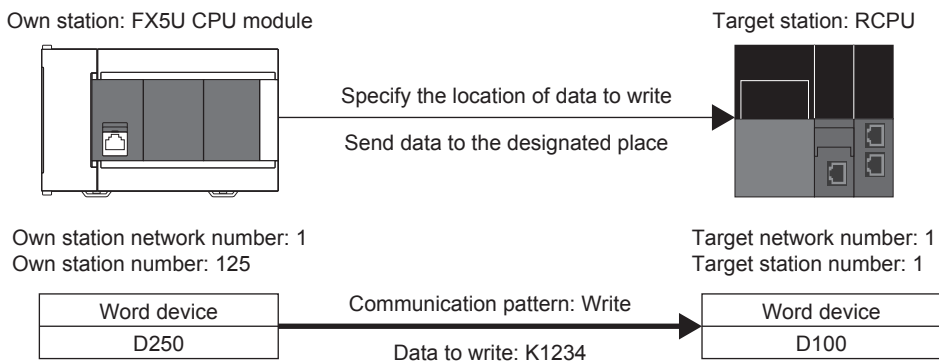 Own station: FX5U CPU module
Target station: RCPU
Specify the location of data to write
Send data to the designated place
Own station network number: 1
Own station number: 125
Target network number: 1
Target station number: 1
Word device
D250
Communication pattern: Write
Data to write: K1234
Word device
D100